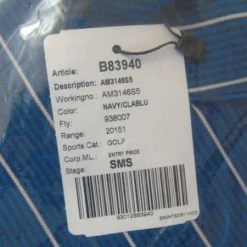 Article: B83940
Description: AM3146S5
Workingno.: AM3146S5
Color: NAVY/CLABLU
Fty: 938007
Range: 20151
Sports Cat.: GOLF
Corp.ML.: ENTRY PRICE
Stage: SMS